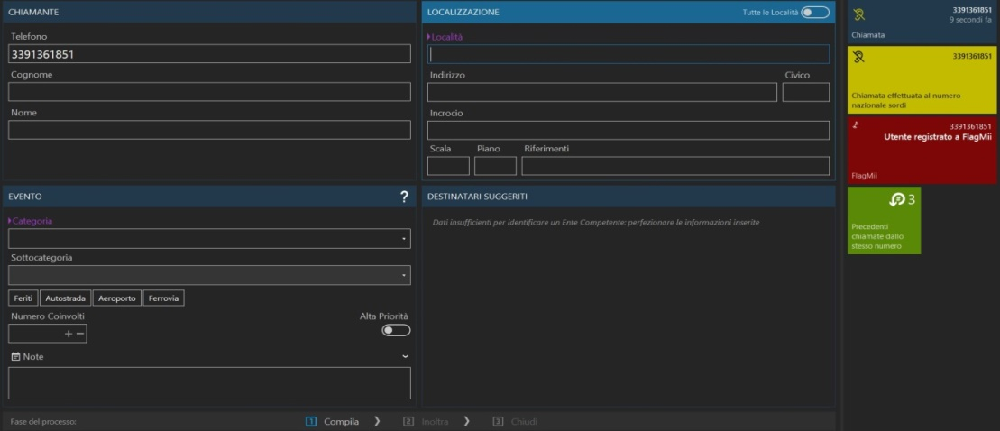 CHIAMANTE
Telefono
3391361851
Cognome
Nome
LOCALIZZAZIONE
Tutte le Località
Località
Indirizzo
Civico
Incrocio
Scala
Piano
Riferimenti
EVENTO
?
Categoria
Sottocategoria
Feriti
Autostrada
Aeroporto
Ferrovia
Numero Coinvolti
Alta Priorità
+ −
Note
DESTINATARI SUGGERITI
Dati insufficienti per identificare un Ente Competente: perfezionare le informazioni inserite
Fase del processo:
1 Compila
2 Inoltra
3 Chiudi
3391361851
9 secondi fa
Chiamata
3391361851
Chiamata effettuata al numero
nazionale sordi
3391361851
Utente registrato a FlagMii
FlagMii
3
Precedenti
chiamate dallo
stesso numero